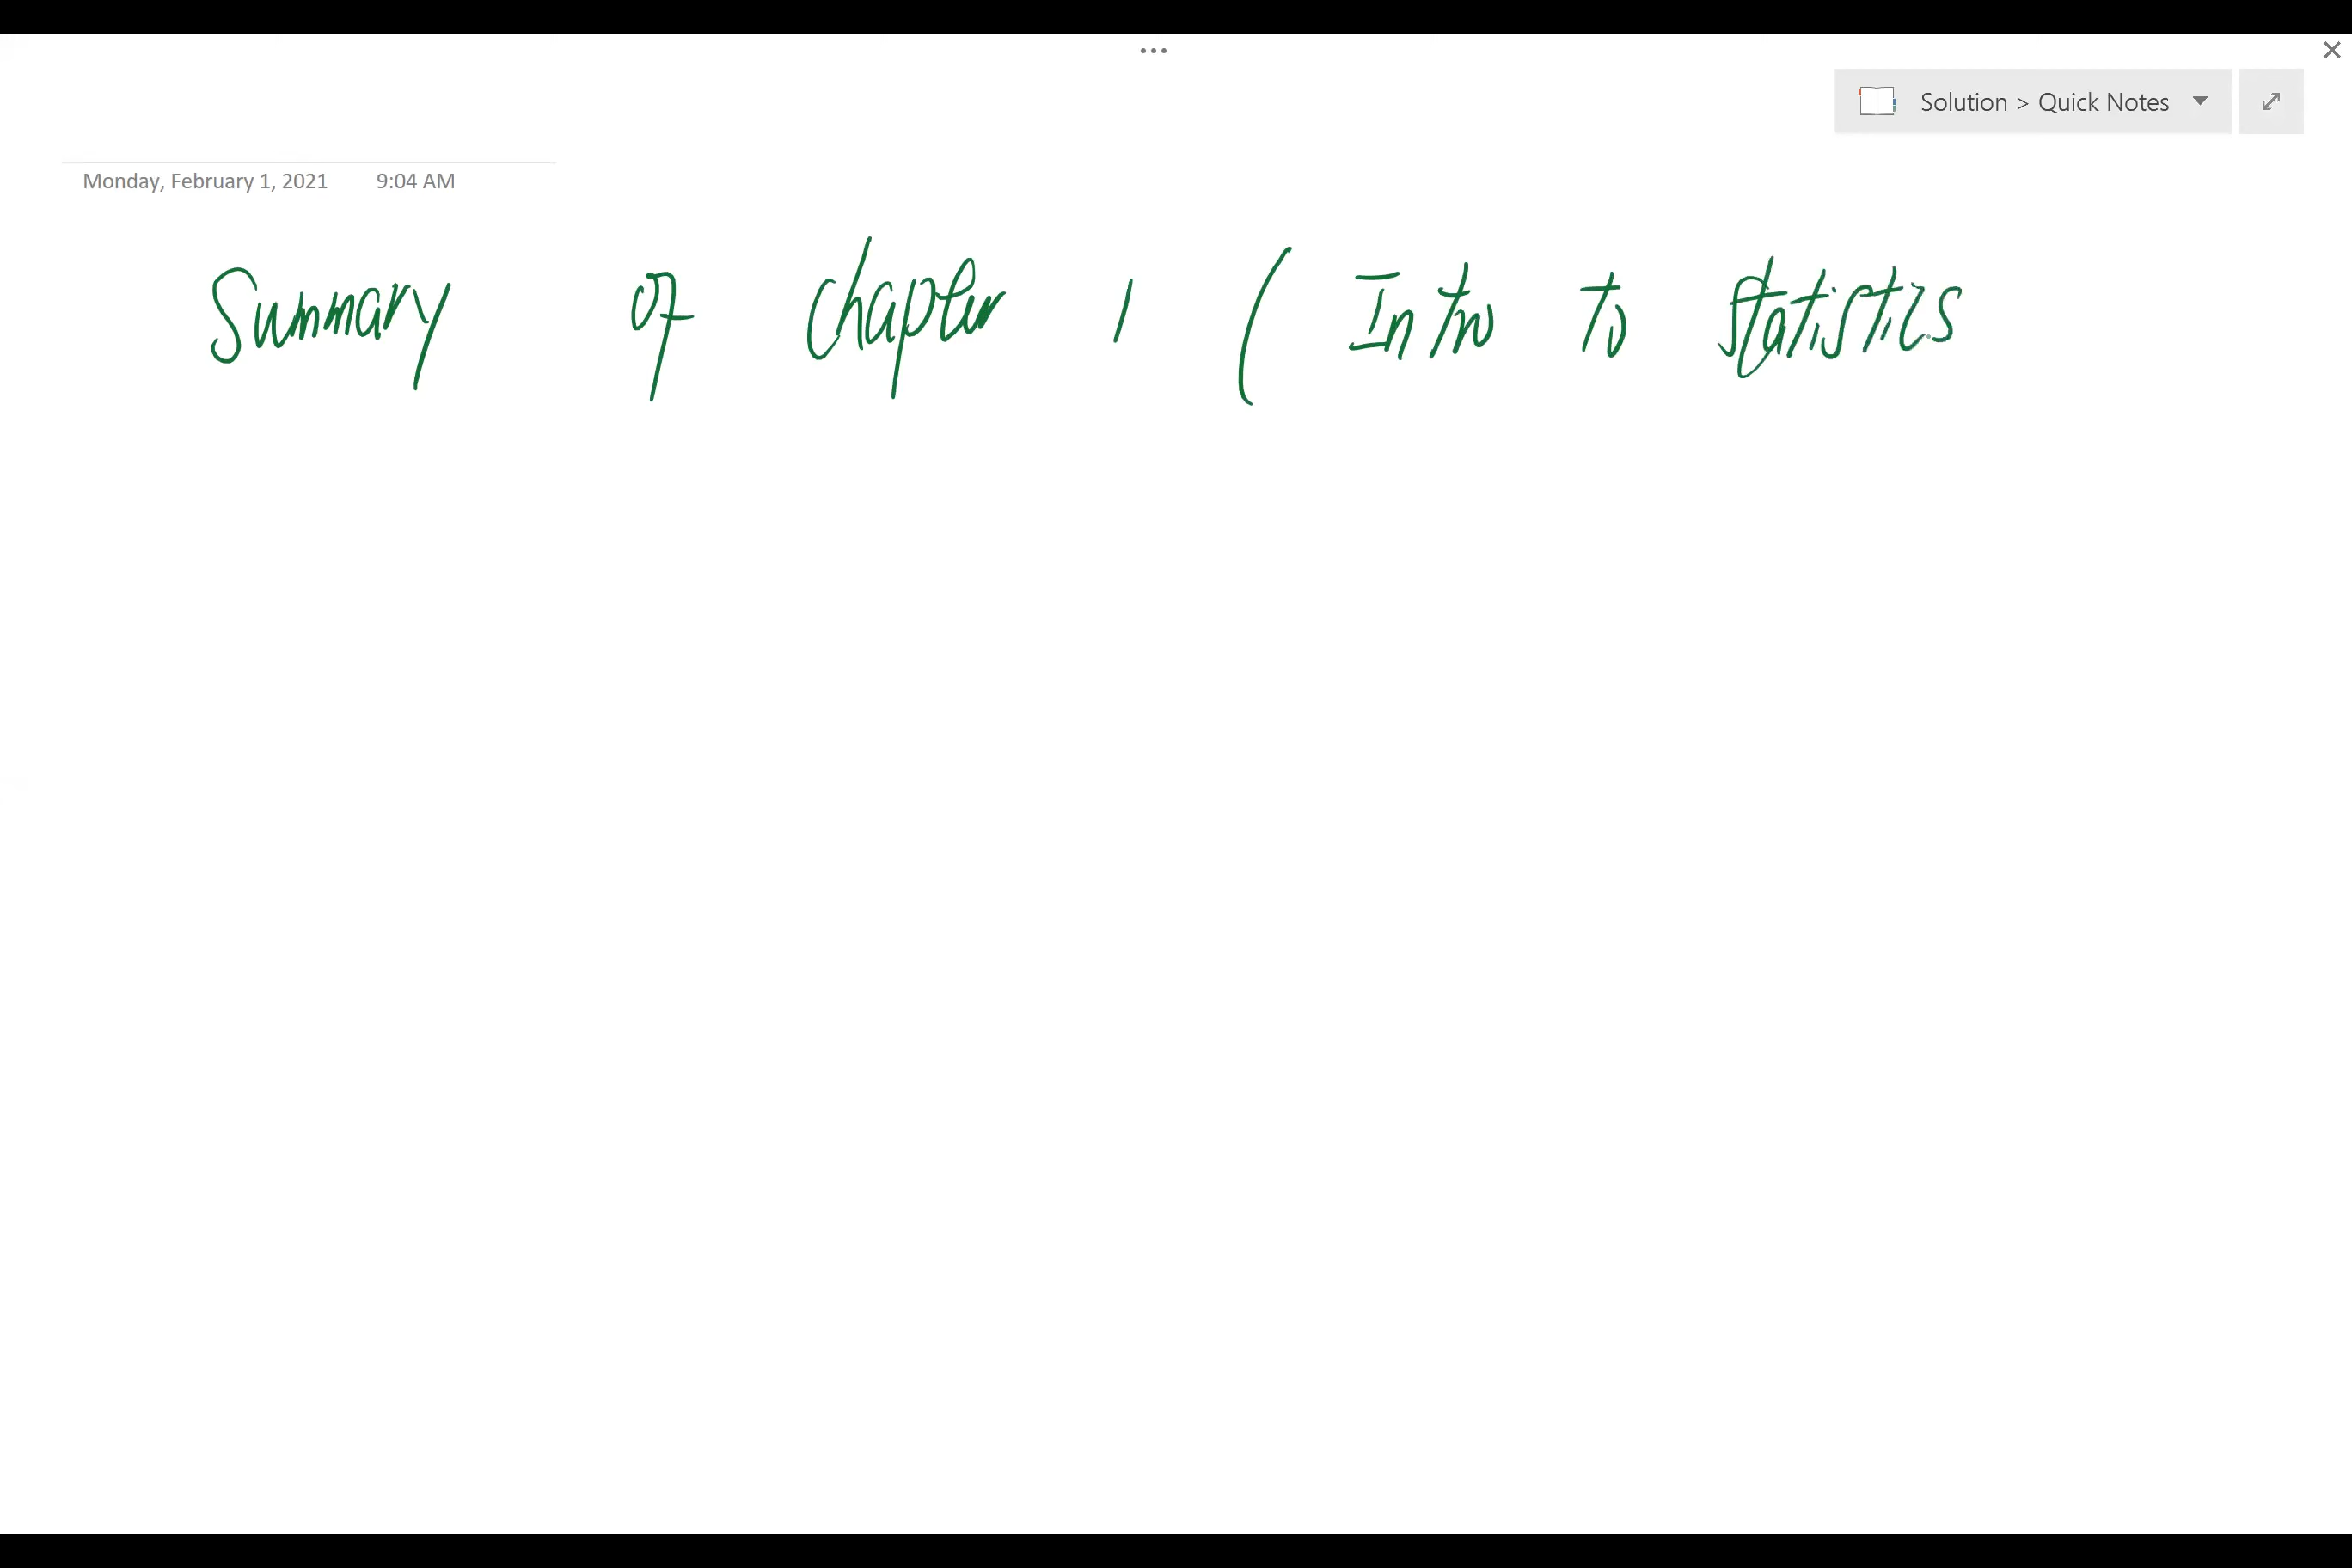 Solution > Quick Notes
Monday, February 1, 2021 9:04 AM
Summary of Chapter 1 ( Intro to Statistics